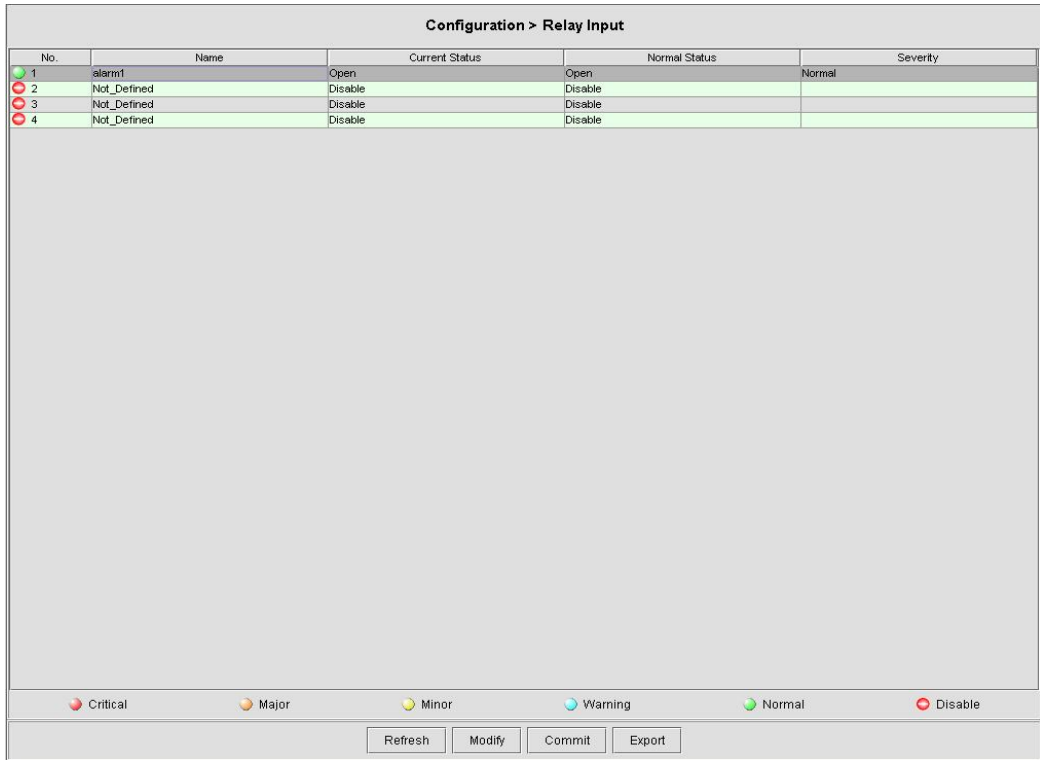 Configuration > Relay Input
No. Name Current Status Normal Status Severity
1 alarm1 Open Open Normal
2 Not_Defined Disable Disable
3 Not_Defined Disable Disable
4 Not_Defined Disable Disable
Critical Major Minor Warning Normal Disable
Refresh Modify Commit Export